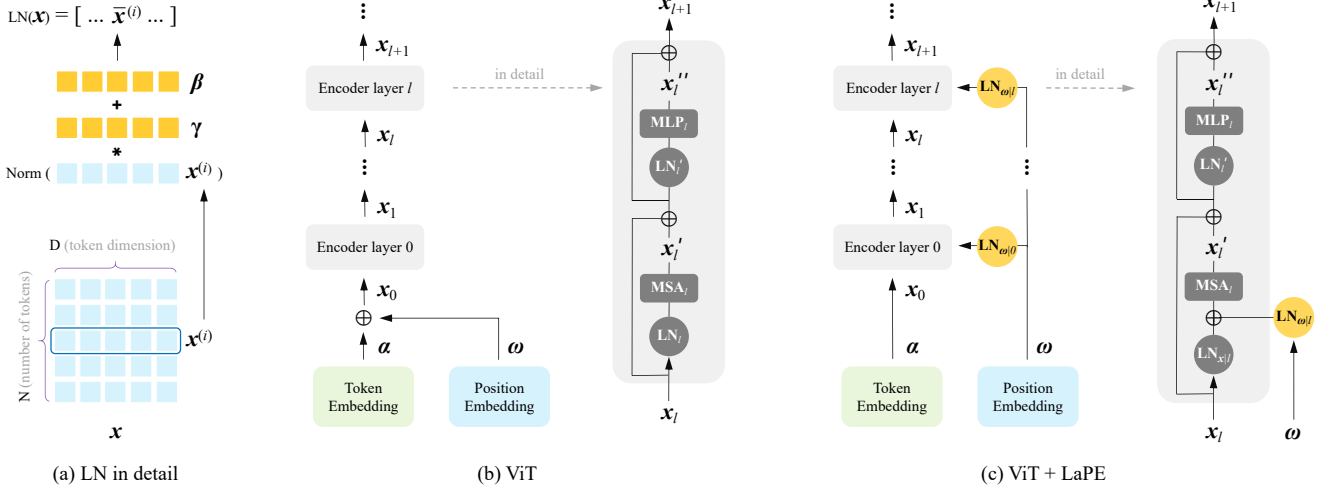 LN(x) = [ ... x̄^(i) ... ]
β
+
γ
*
Norm ( x^(i) )
D (token dimension)
N (number of tokens)
x^(i)
x
(a) LN in detail
x_{l+1}
Encoder layer l
x_l
x_1
Encoder layer 0
x_0
α
ω
Token
Embedding
Position
Embedding
in detail
x_{l+1}
x_l''
MLP_l
LN_l'
x_l'
MSA_l
LN_l
x_l
(b) ViT
x_{l+1}
Encoder layer l
LN_{ω|l}
x_l
x_1
Encoder layer 0
LN_{ω|0}
x_0
α
ω
Token
Embedding
Position
Embedding
in detail
x_{l+1}
x_l''
MLP_l
LN_l'
x_l'
MSA_l
LN_{ω|l}
LN_{x|l}
x_l
ω
(c) ViT + LaPE